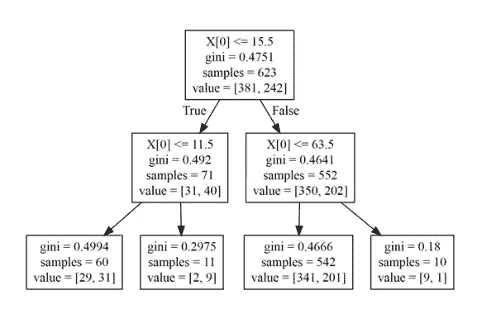 X[0] <= 15.5
gini = 0.4751
samples = 623
value = [381, 242]
True
False
X[0] <= 11.5
gini = 0.492
samples = 71
value = [31, 40]
X[0] <= 63.5
gini = 0.4641
samples = 552
value = [350, 202]
gini = 0.4994
samples = 60
value = [29, 31]
gini = 0.2975
samples = 11
value = [2, 9]
gini = 0.4666
samples = 542
value = [341, 201]
gini = 0.18
samples = 10
value = [9, 1]